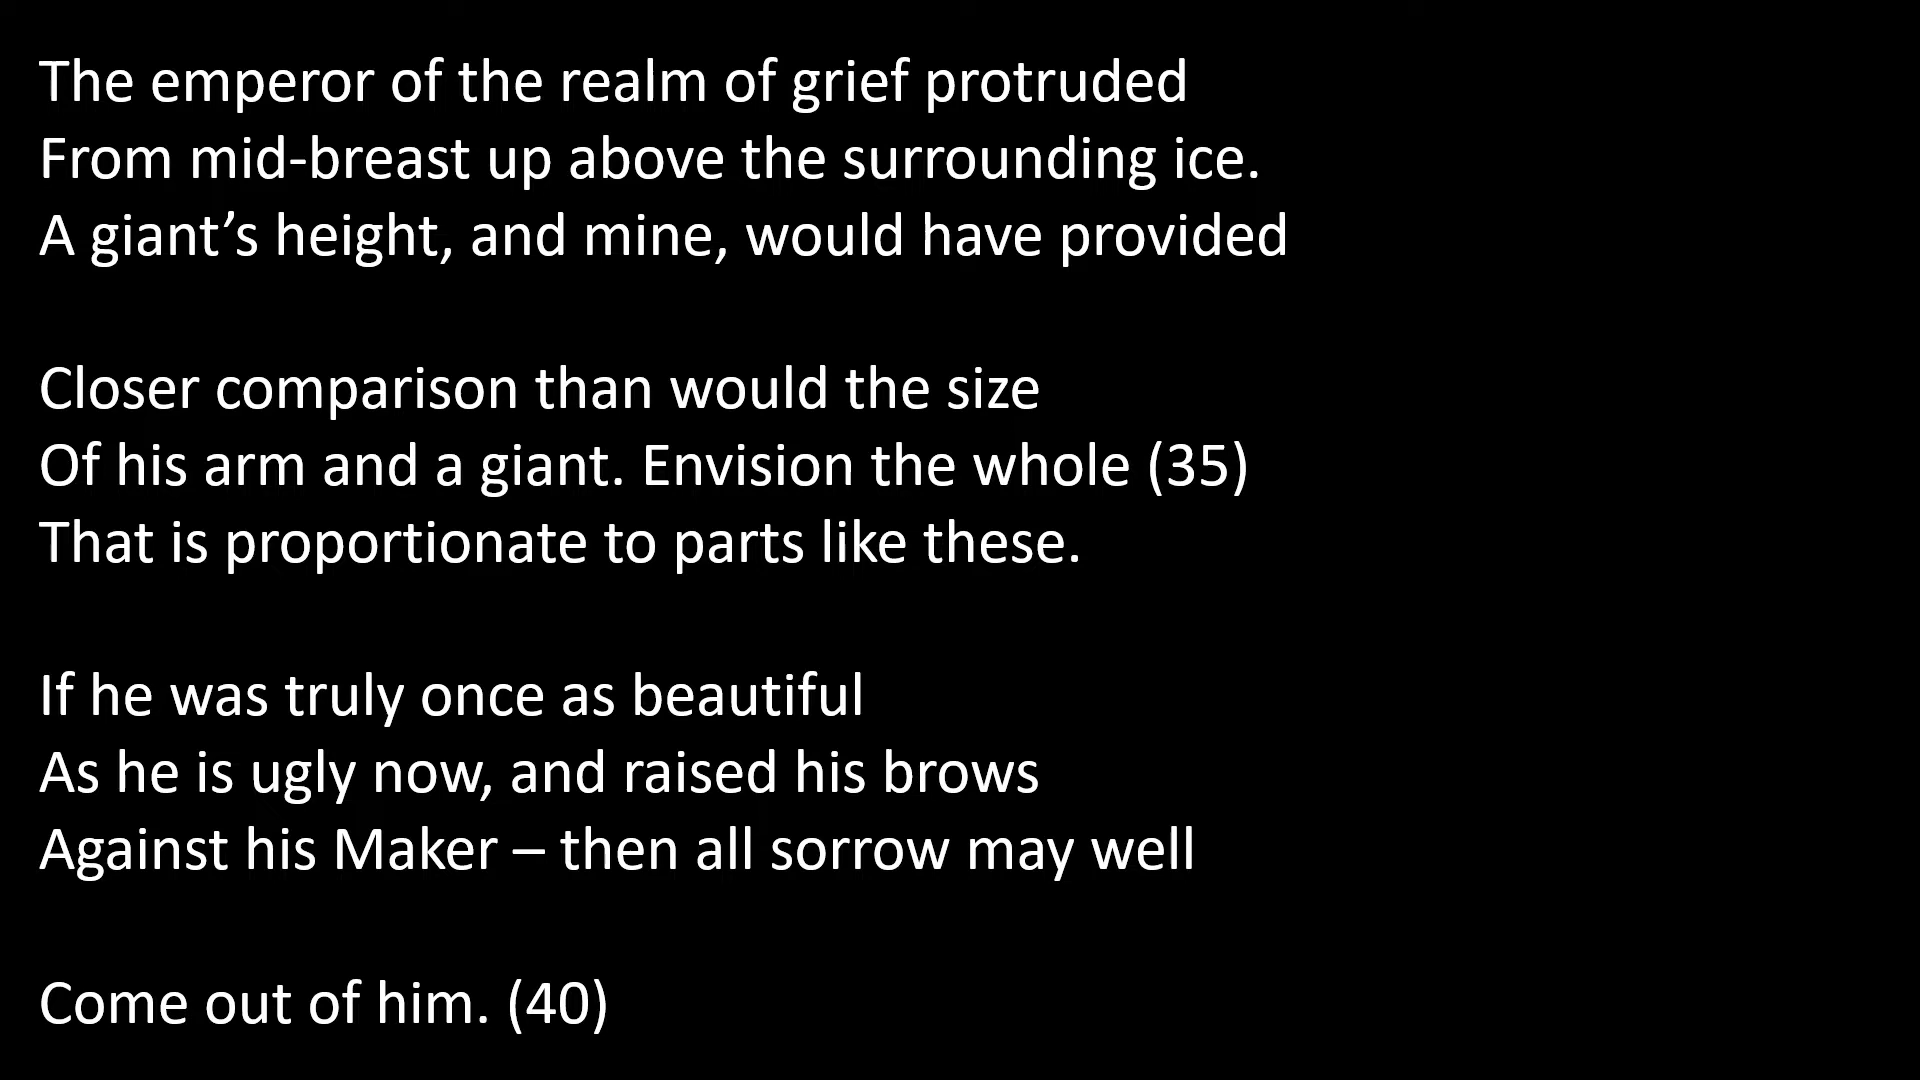 The emperor of the realm of grief protruded
From mid-breast up above the surrounding ice.
A giant’s height, and mine, would have provided
Closer comparison than would the size
Of his arm and a giant. Envision the whole (35)
That is proportionate to parts like these.
If he was truly once as beautiful
As he is ugly now, and raised his brows
Against his Maker – then all sorrow may well
Come out of him. (40)